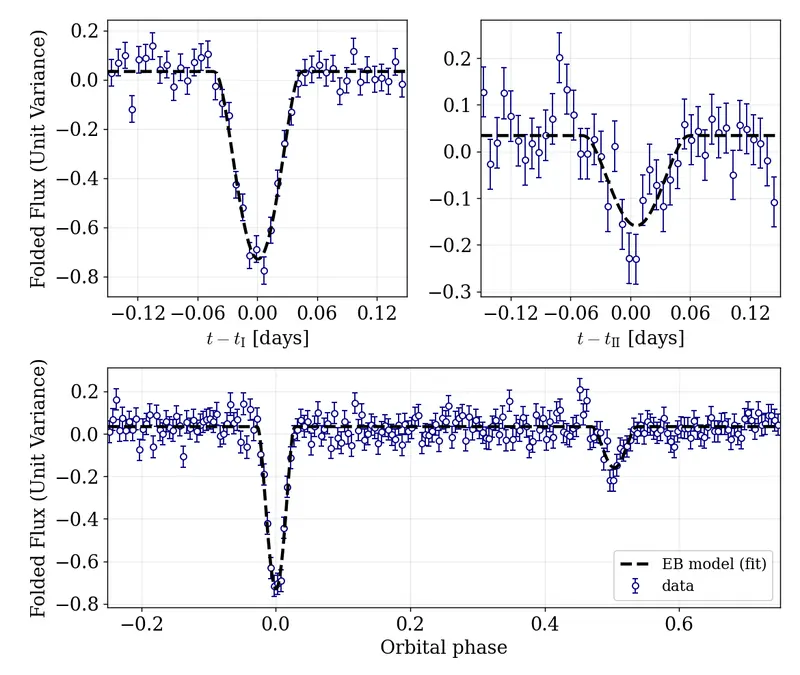 Folded Flux (Unit Variance)
0.2
0.0
−0.2
−0.4
−0.6
−0.8
−0.12 −0.06 0.00 0.06 0.12
t − t_I [days]
0.2
0.1
0.0
−0.1
−0.2
−0.3
−0.12 −0.06 0.00 0.06 0.12
t − t_II [days]
Folded Flux (Unit Variance)
0.2
0.0
−0.2
−0.4
−0.6
−0.8
EB model (fit)
data
−0.2 0.0 0.2 0.4 0.6
Orbital phase